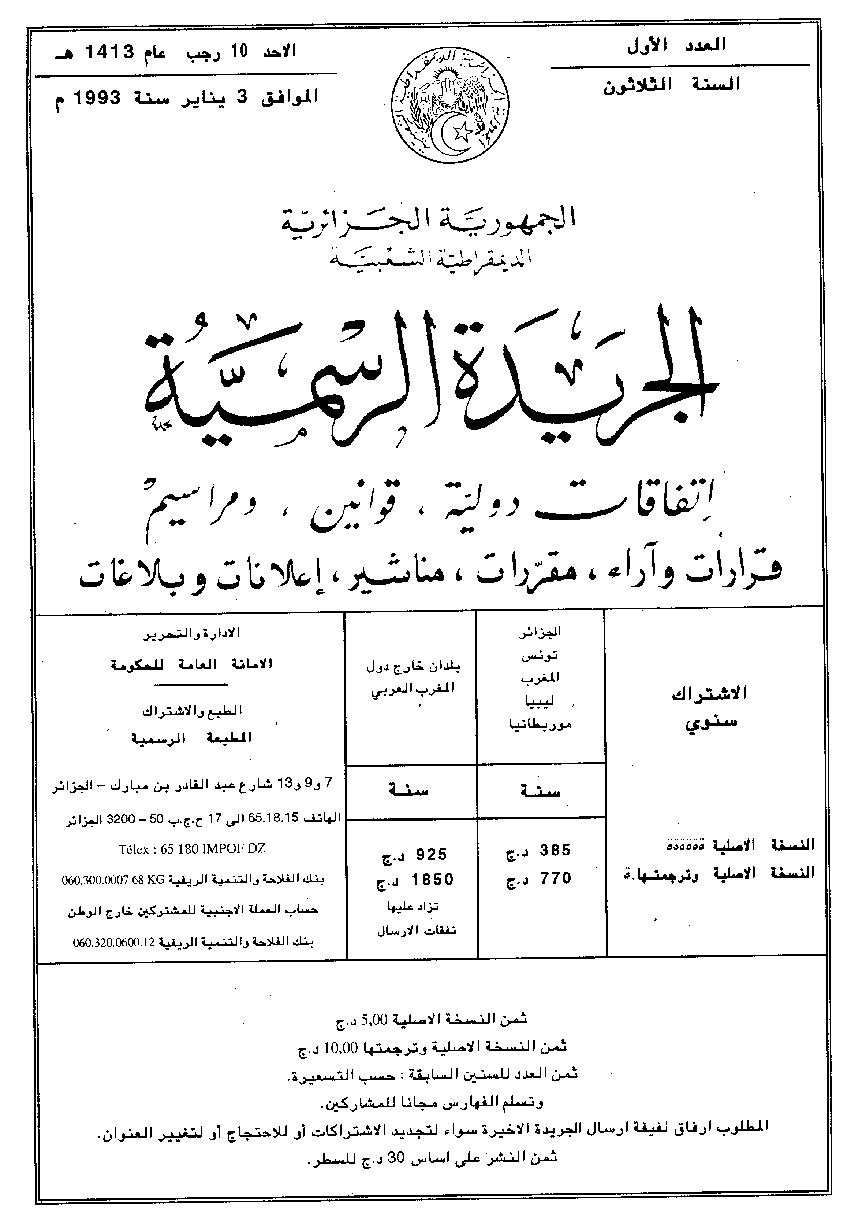 العدد الأول
السنة الثلاثون
الاحد 10 رجب عام 1413 هـ
الموافق 3 يناير سنة 1993 م
الجمهورية الجزائرية
الديمقراطية الشعبية
الجريدة الرسمية
إتفاقات دولية ، قوانين ، ومراسيم
قرارات وآراء ، مقررات ، مناشير ، إعلانات وبلاغات
الاشتراك
سنوي
الجزائر
تونس
المغرب
ليبيا
موريطانيا
بلدان خارج دول
المغرب العربي
سنة
سنة
النسخة الاصلية
النسخة الاصلية وترجمتها
385 د.ج
770 د.ج
925 د.ج
1850 د.ج
تزاد عليها
نفقات الارسال
الادارة والتحرير
الامانة العامة للحكومة
الطبع والاشتراك
المطبعة الرسمية
7 و 9 و 13 شارع عبد القادر بن مبارك – الجزائر
الهاتف 65.18.15 الى 17 ح.ج.ب 50 – 3200 الجزائر
Télex : 65 180 IMPOF DZ
بنك الفلاحة والتنمية الريفية 060.300.0007 68 KG
حساب العملة الاجنبية للمشتركين خارج الوطن
بنك الفلاحة والتنمية الريفية 060.320.0600.12
ثمن النسخة الاصلية 5,00 د.ج
ثمن النسخة الاصلية وترجمتها 10,00 د.ج
ثمن العدد للسنين السابقة : حسب التسعيرة.
وتسلم الفهارس مجانا للمشاركين.
المطلوب ارفاق لفيفة ارسال الجريدة الاخيرة سواء لتجديد الاشتراكات أو للاحتجاج أو لتغيير العنوان.
ثمن النشر على اساس 30 د.ج للسطر.